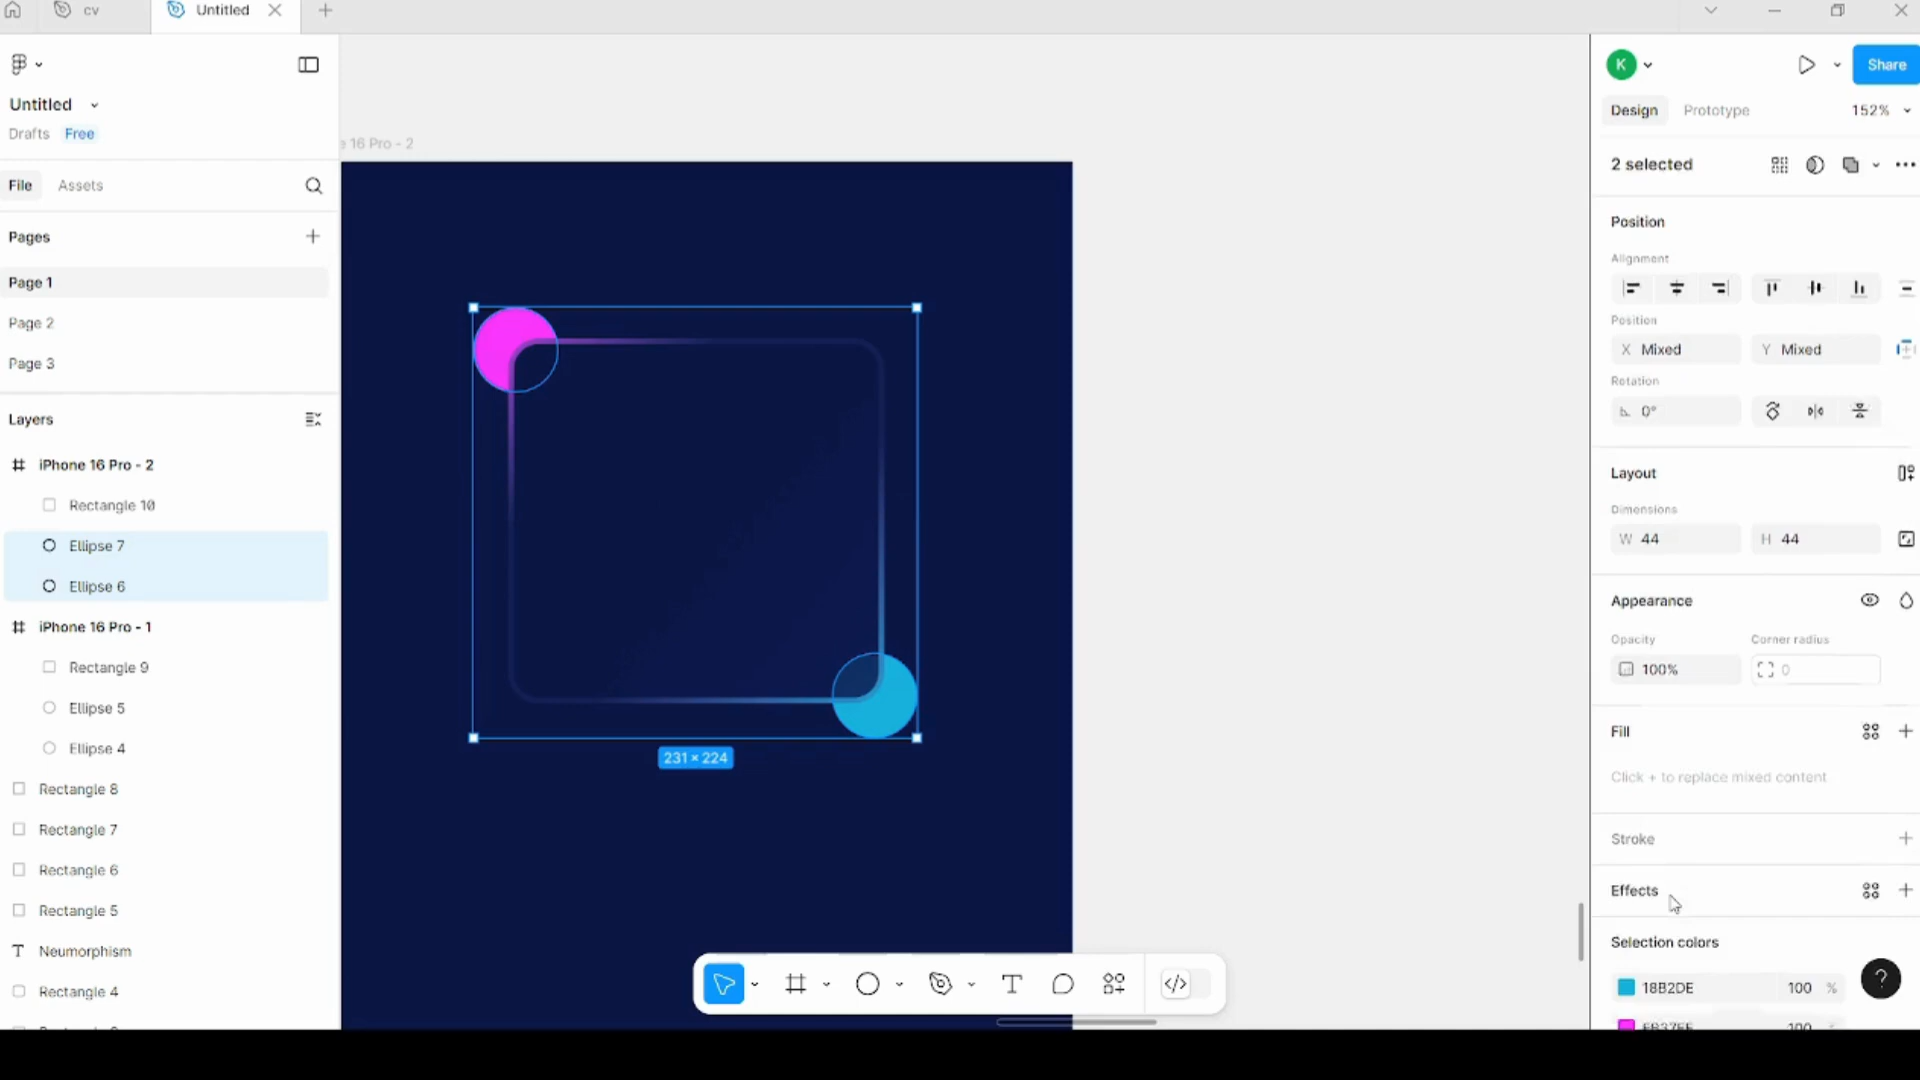 cv
Untitled
Untitled
Drafts Free
File Assets
Pages
Page 1
Page 2
Page 3
Layers
iPhone 16 Pro - 2
Rectangle 10
Ellipse 7
Ellipse 6
iPhone 16 Pro - 1
Rectangle 9
Ellipse 5
Ellipse 4
Rectangle 8
Rectangle 7
Rectangle 6
Rectangle 5
T Neumorphism
Rectangle 4
e 16 Pro - 2
231 × 224
T
K
Share
Design Prototype 152%
2 selected
Position
Alignment
Position
X Mixed Y Mixed
Rotation
0°
Layout
Dimensions
W 44 H 44
Appearance
Opacity Corner radius
100% 0
Fill
Click + to replace mixed content
Stroke
Effects
Selection colors
18B2DE 100 %
?